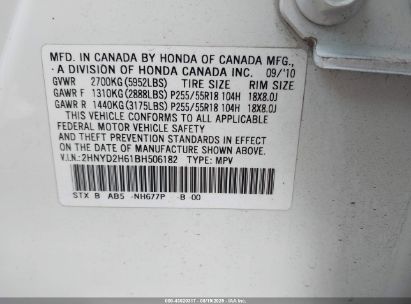 MFD. IN CANADA BY HONDA OF CANADA MFG.,
A DIVISION OF HONDA CANADA INC. 09/'10
GVWR 2700KG(5952LBS) TIRE SIZE RIM SIZE
GAWR F 1310KG(2888LBS) P255/55R18 104H 18X8.0J
GAWR R 1440KG(3175LBS) P255/55R18 104H 18X8.0J
THIS VEHICLE CONFORMS TO ALL APPLICABLE
FEDERAL MOTOR VEHICLE SAFETY AND THEFT
PREVENTION STANDARDS IN EFFECT ON THE
DATE OF MANUFACTURE SHOWN ABOVE.
V.I.N.:2HNYD2H61BH506182 TYPE: MPV
STX B AB5 -NH677P -B -00